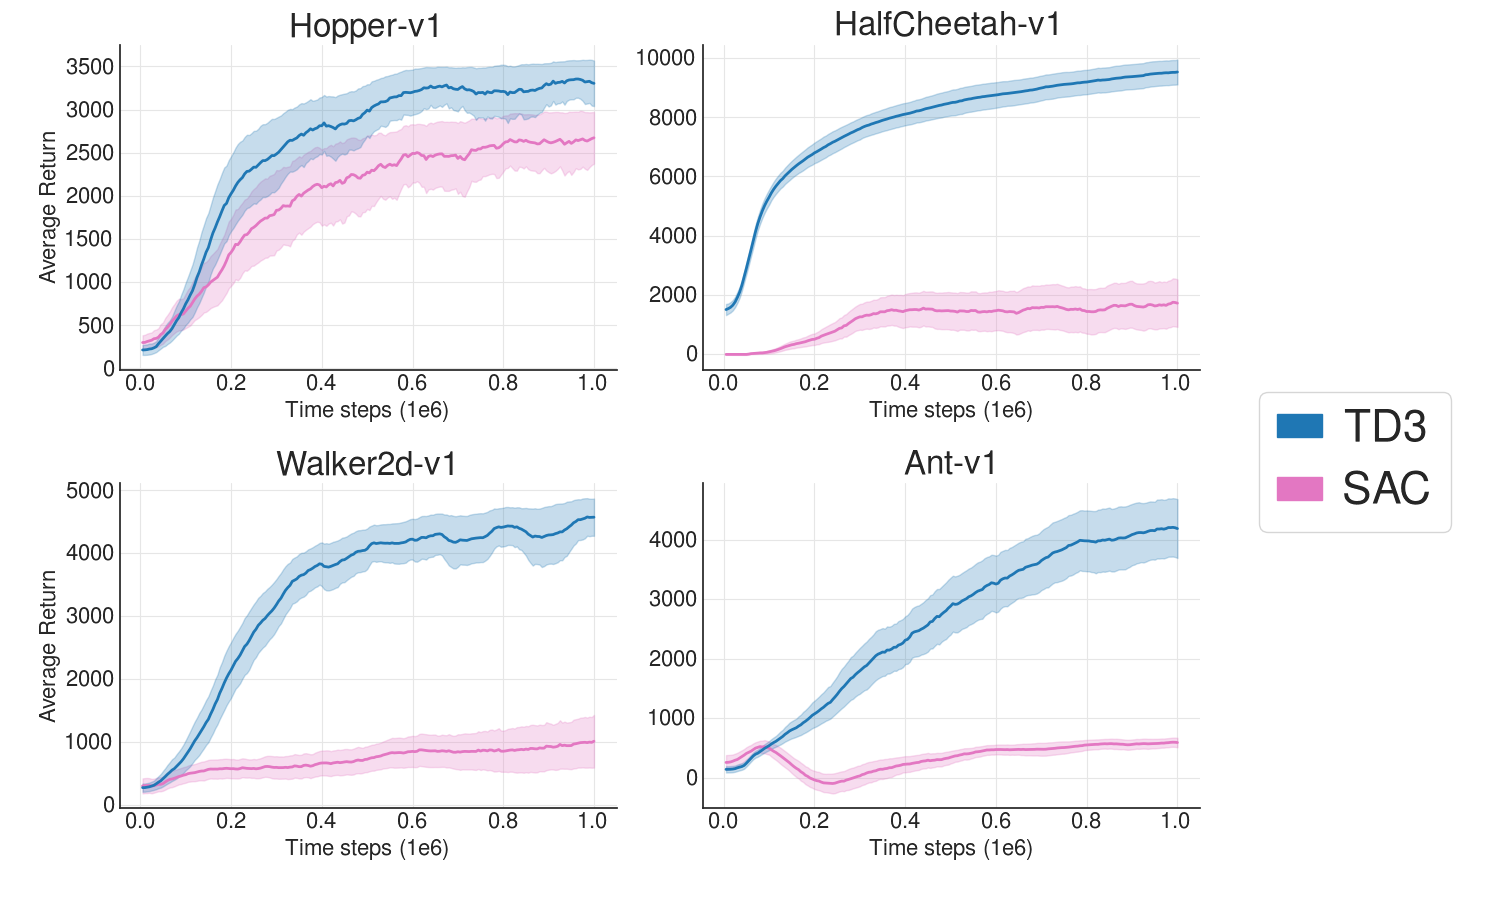 Hopper-v1
Average Return
3500
3000
2500
2000
1500
1000
500
0
0.0 0.2 0.4 0.6 0.8 1.0
Time steps (1e6)
HalfCheetah-v1
10000
8000
6000
4000
2000
0
0.0 0.2 0.4 0.6 0.8 1.0
Time steps (1e6)
Walker2d-v1
Average Return
5000
4000
3000
2000
1000
0
0.0 0.2 0.4 0.6 0.8 1.0
Time steps (1e6)
Ant-v1
4000
3000
2000
1000
0
0.0 0.2 0.4 0.6 0.8 1.0
Time steps (1e6)
TD3
SAC